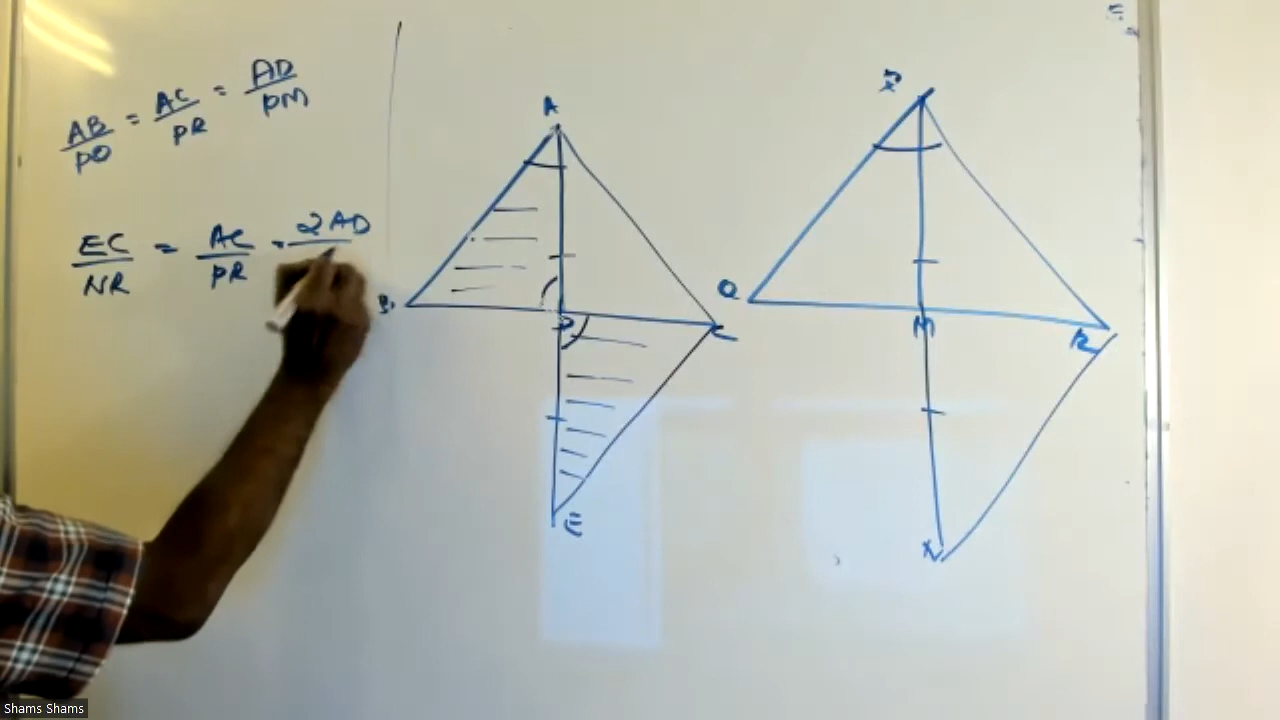 AB/PQ = AC/PR = AD/PM
EC/NR = AC/PR = 2AD
A
B
D
C
E
P
Q
M
R
N
Shams Shams